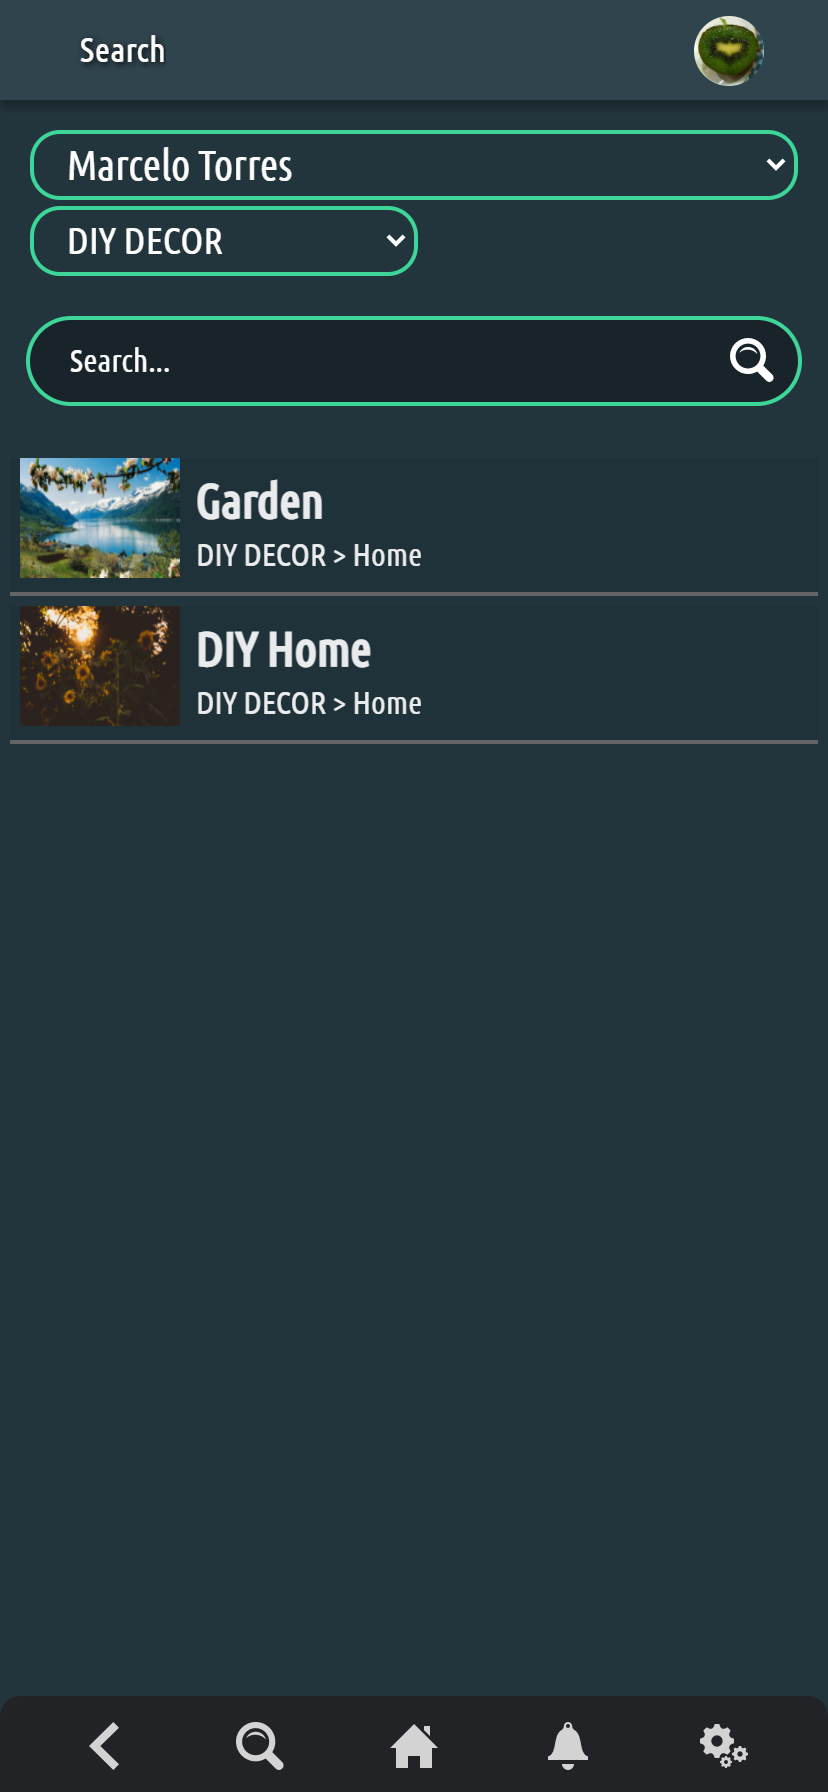 Search
Marcelo Torres
DIY DECOR
Search...
Garden
DIY DECOR > Home
DIY Home
DIY DECOR > Home